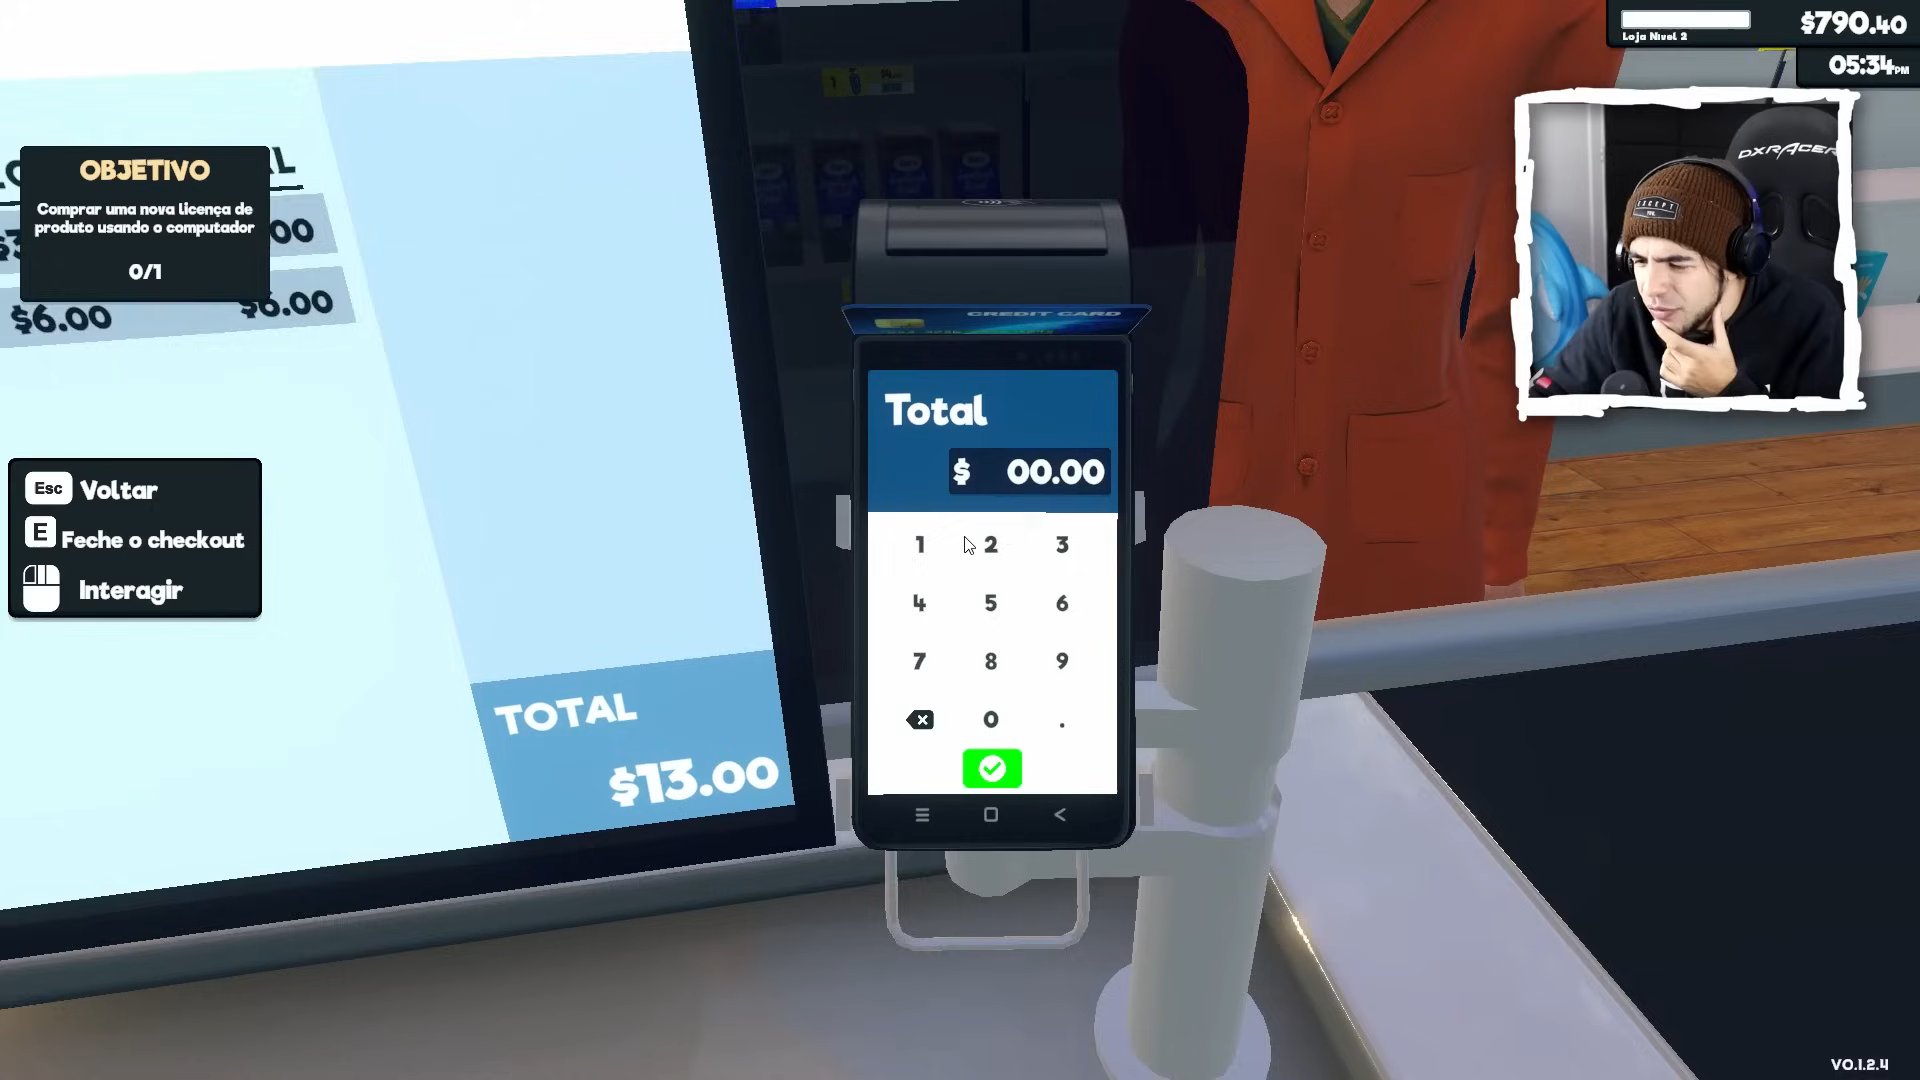 $790.40
Loja Nivel 2
05:34PM
OBJETIVO
Comprar uma nova licença de
produto usando o computador
0/1
$6.00 $6.00
Esc Voltar
E Feche o checkout
Interagir
TOTAL
$13.00
CREDIT CARD
Total
$ 00.00
1 2 3
4 5 6
7 8 9
0 .
DXRACER
EXCEPT
V0.1.2.4